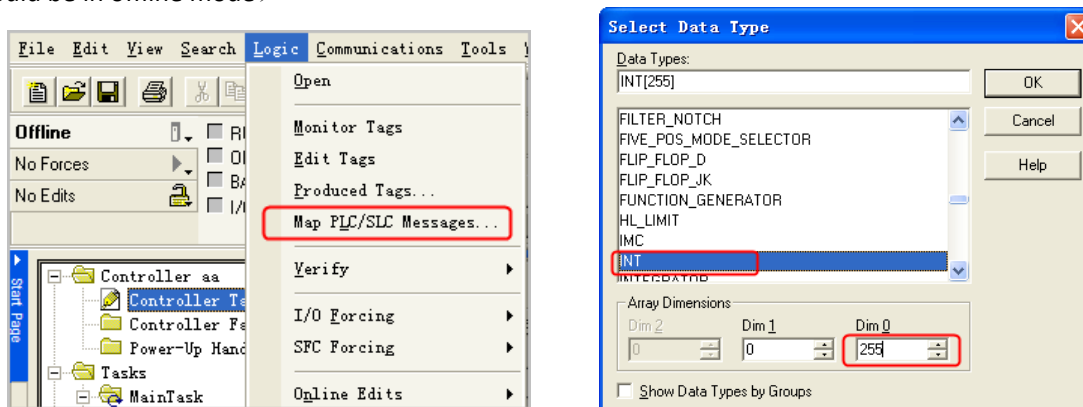 File Edit View Search Logic Communications Tools
Offline
No Forces
No Edits
Open
Monitor Tags
Edit Tags
Produced Tags...
Map PLC/SLC Messages...
Verify
I/O Forcing
SFC Forcing
Online Edits
Start Page
Controller aa
Controller
Controller
Power-Up
Tasks
MainTask
Select Data Type
Data Types:
INT[255]
OK
Cancel
Help
FILTER_NOTCH
FIVE_POS_MODE_SELECTOR
FLIP_FLOP_D
FLIP_FLOP_JK
FUNCTION_GENERATOR
HL_LIMIT
IMC
INT
INTEGRATOR
Array Dimensions
Dim 2 Dim 1 Dim 0
0 0 255
Show Data Types by Groups